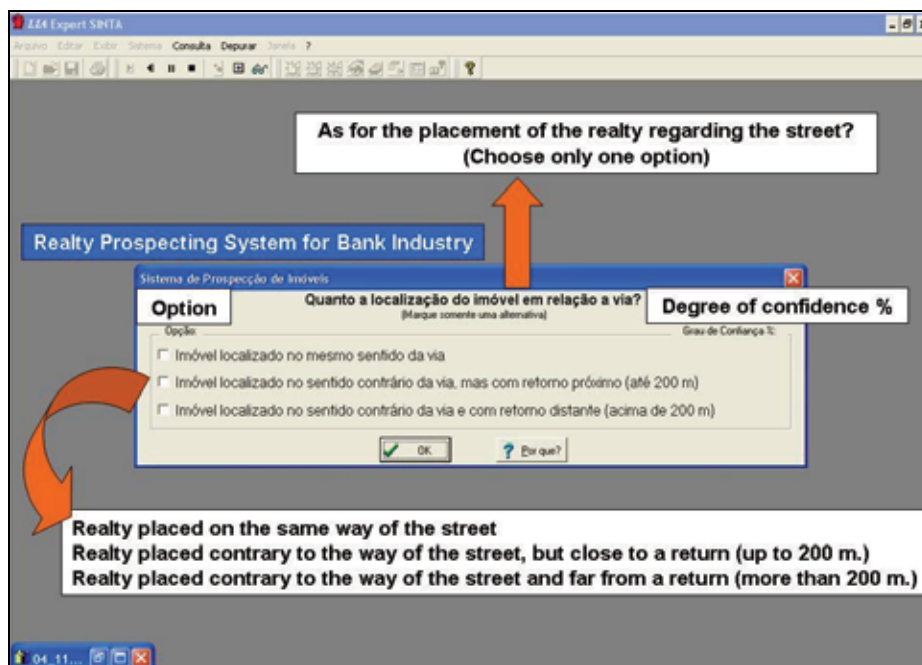 Expert SINTA
Arquivo Editar Exibir Sistema Consulta Depurar Janela ?
As for the placement of the realty regarding the street?
(Choose only one option)
Realty Prospecting System for Bank Industry
Sistema de Prospecção de Imóveis
Option
Quanto a localização do imóvel em relação a via?
(Marque somente uma alternativa)
Degree of confidence %
Opção:
Grau de Confiança %:
Imóvel localizado no mesmo sentido da via
Imóvel localizado no sentido contrário da via, mas com retorno próximo (até 200 m)
Imóvel localizado no sentido contrário da via e com retorno distante (acima de 200 m)
OK
? Por que?
Realty placed on the same way of the street
Realty placed contrary to the way of the street, but close to a return (up to 200 m.)
Realty placed contrary to the way of the street and far from a return (more than 200 m.)
04_11...